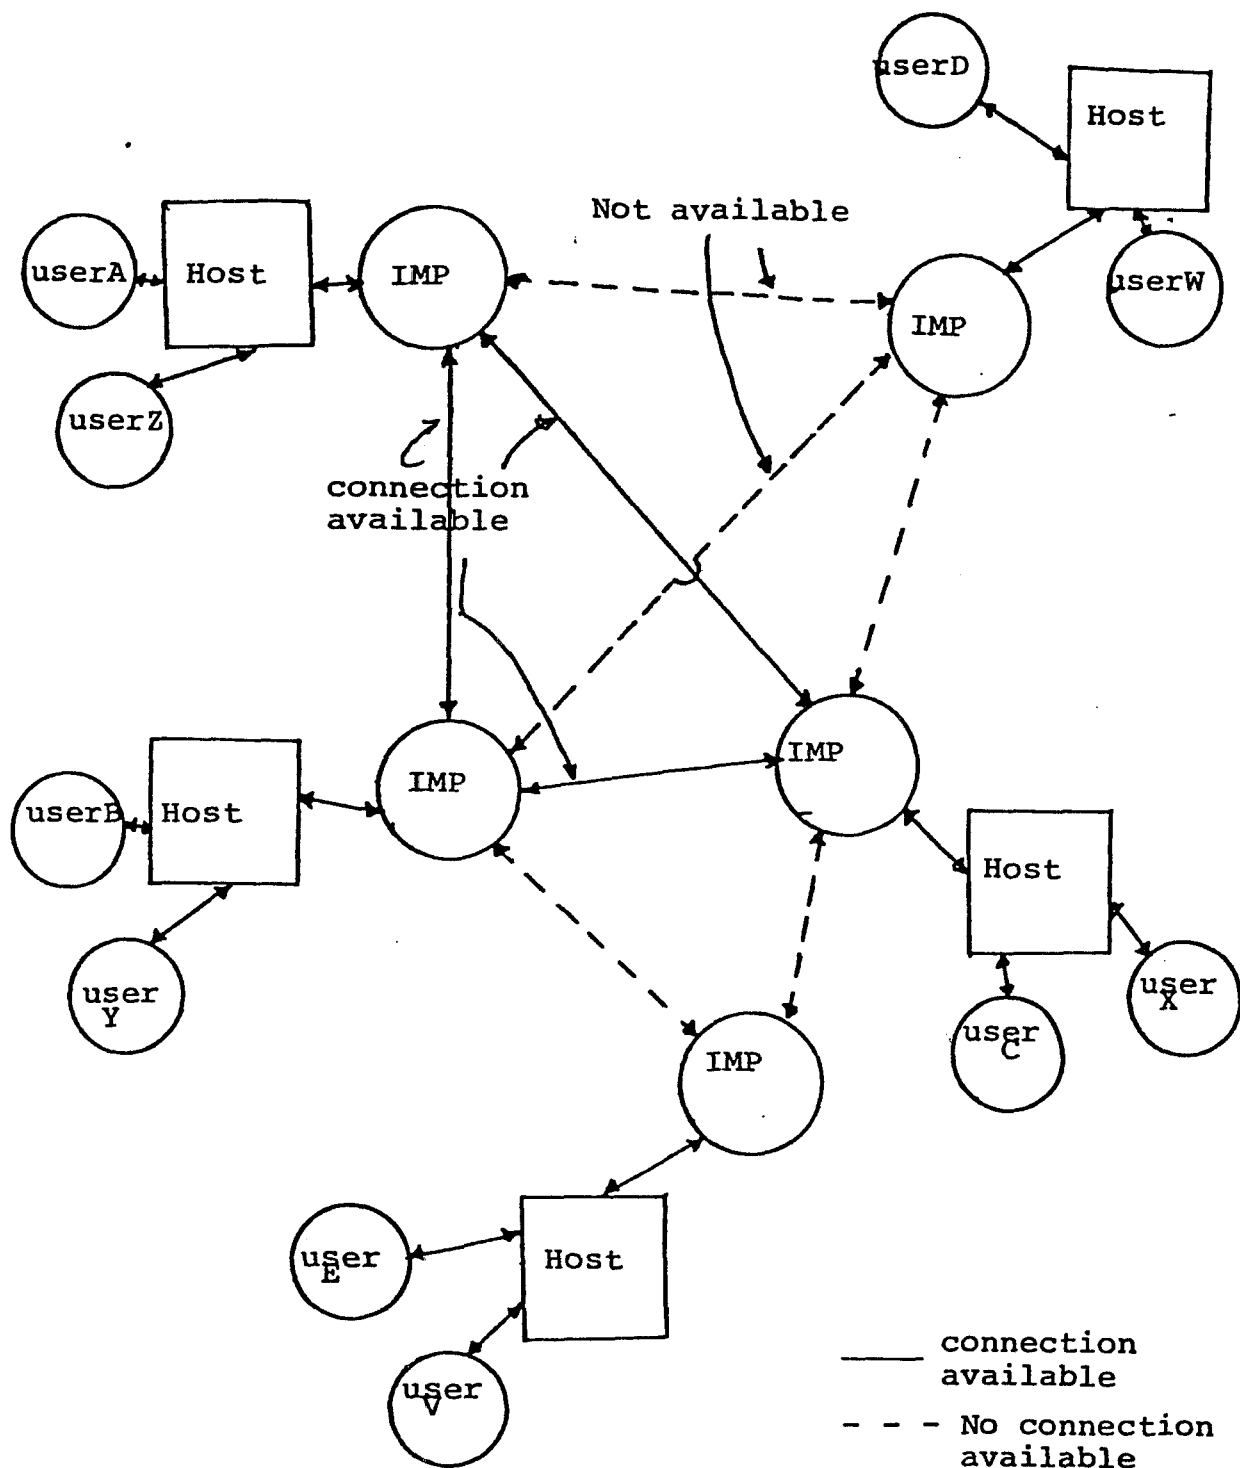 userD
Host
Not available
userA
Host
IMP
userW
IMP
userZ
connection
available
IMP
IMP
userB
Host
Host
user
Y
user
X
user
C
IMP
user
E
Host
user
V
connection
available
No connection
available